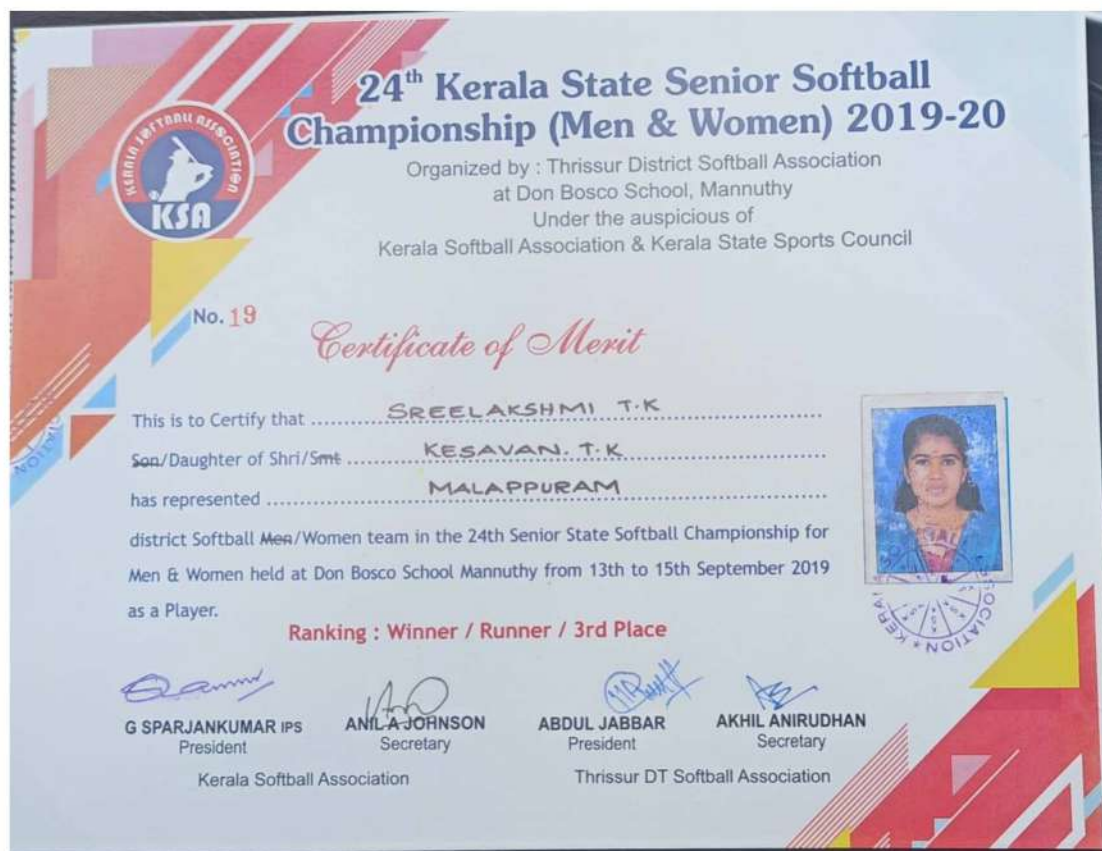 24th Kerala State Senior Softball
Championship (Men & Women) 2019-20
Organized by : Thrissur District Softball Association
at Don Bosco School, Mannuthy
Under the auspicious of
Kerala Softball Association & Kerala State Sports Council
KERALA SOFTBALL ASSOCIATION
KSA
No. 19
Certificate of Merit
This is to Certify that SREELAKSHMI T.K
Son/Daughter of Shri/Smt KESAVAN. T.K
has represented MALAPPURAM
district Softball Men/Women team in the 24th Senior State Softball Championship for
Men & Women held at Don Bosco School Mannuthy from 13th to 15th September 2019
as a Player.
Ranking : Winner / Runner / 3rd Place
G SPARJANKUMAR IPS
President
ANIL A JOHNSON
Secretary
Kerala Softball Association
ABDUL JABBAR
President
AKHIL ANIRUDHAN
Secretary
Thrissur DT Softball Association